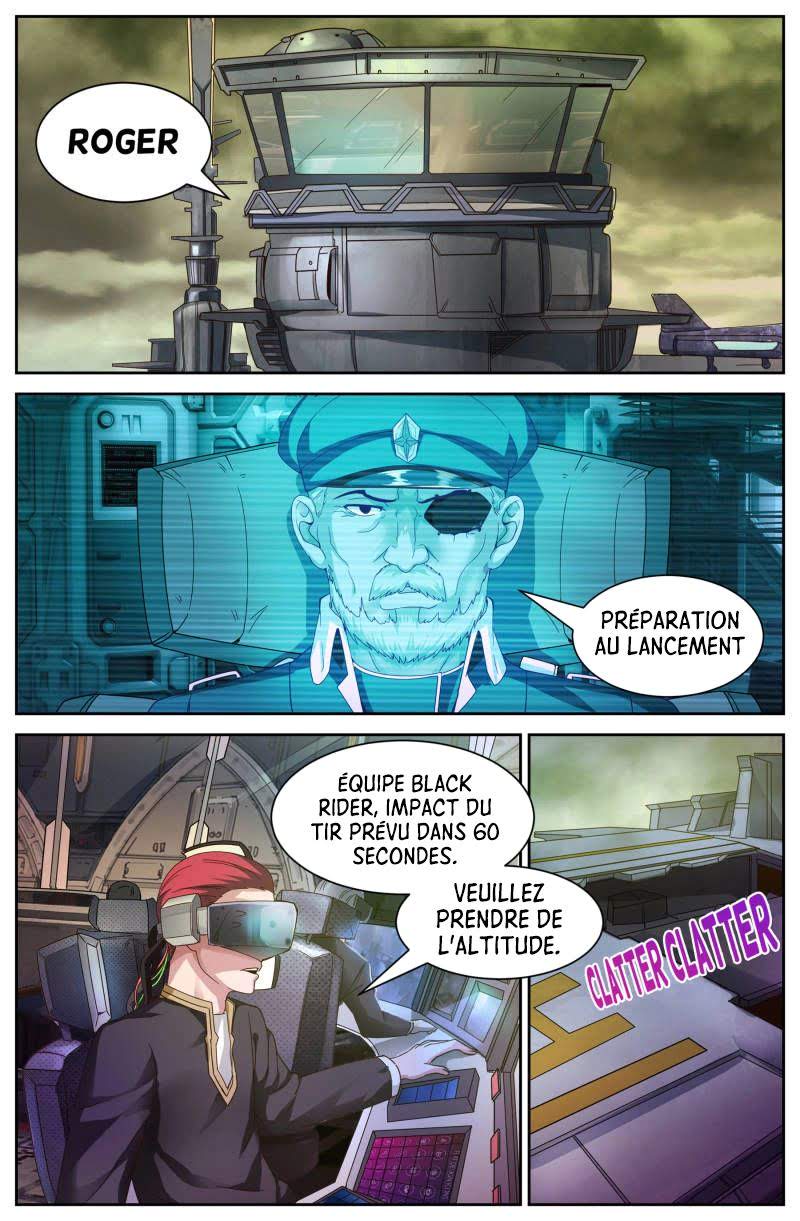 ROGER
PRÉPARATION
AU LANCEMENT
ÉQUIPE BLACK
RIDER, IMPACT DU
TIR PRÉVU DANS 60
SECONDES.
VEUILLEZ
PRENDRE DE
L'ALTITUDE.
CLATTER CLATTER